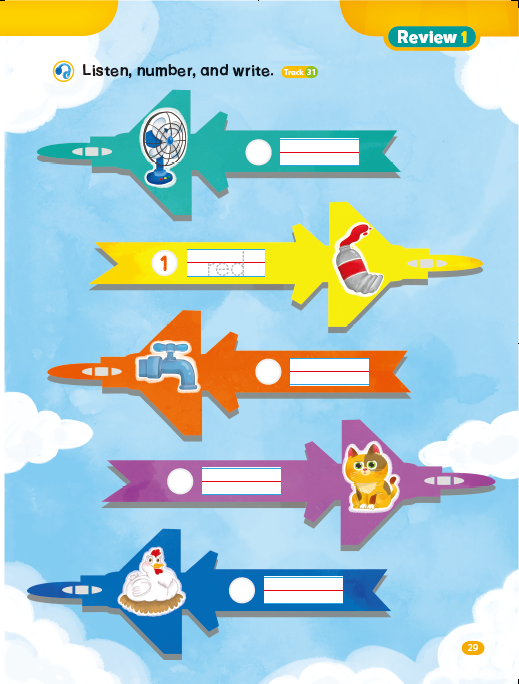 Review 1
Listen, number, and write. Track 31
1 red
29